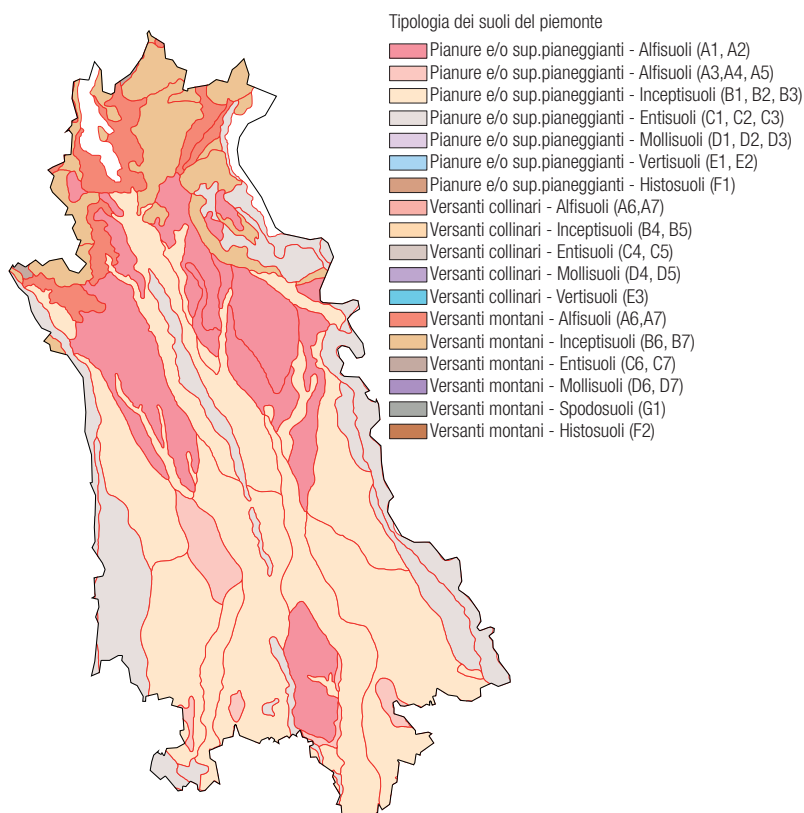 Tipologia dei suoli del piemonte
Pianure e/o sup.pianeggianti - Alfisuoli (A1, A2)
Pianure e/o sup.pianeggianti - Alfisuoli (A3,A4, A5)
Pianure e/o sup.pianeggianti - Inceptisuoli (B1, B2, B3)
Pianure e/o sup.pianeggianti - Entisuoli (C1, C2, C3)
Pianure e/o sup.pianeggianti - Mollisuoli (D1, D2, D3)
Pianure e/o sup.pianeggianti - Vertisuoli (E1, E2)
Pianure e/o sup.pianeggianti - Histosuoli (F1)
Versanti collinari - Alfisuoli (A6,A7)
Versanti collinari - Inceptisuoli (B4, B5)
Versanti collinari - Entisuoli (C4, C5)
Versanti collinari - Mollisuoli (D4, D5)
Versanti collinari - Vertisuoli (E3)
Versanti montani - Alfisuoli (A6,A7)
Versanti montani - Inceptisuoli (B6, B7)
Versanti montani - Entisuoli (C6, C7)
Versanti montani - Mollisuoli (D6, D7)
Versanti montani - Spodosuoli (G1)
Versanti montani - Histosuoli (F2)